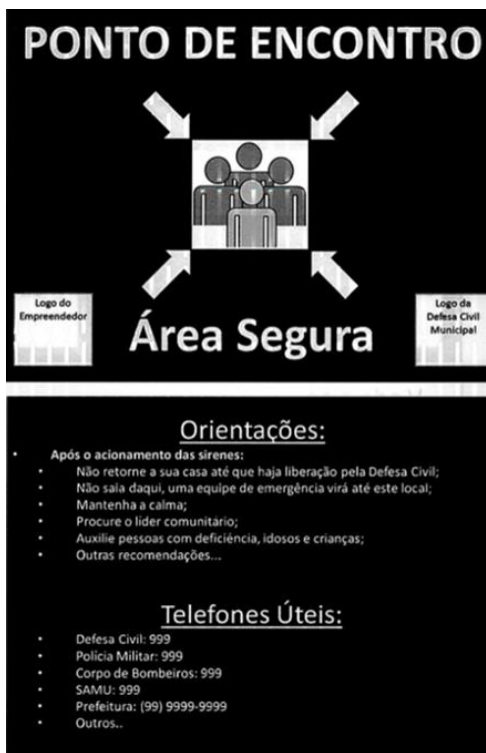 PONTO DE ENCONTRO
Logo do
Empreendedor
Área Segura
Logo da
Defesa Civil
Municipal
Orientações:
• Após o acionamento das sirenes:
• Não retorne a sua casa até que haja liberação pela Defesa Civil;
• Não saia daqui, uma equipe de emergência virá até este local;
• Mantenha a calma;
• Procure o líder comunitário;
• Auxilie pessoas com deficiência, idosos e crianças;
• Outras recomendações...
Telefones Úteis:
• Defesa Civil: 999
• Polícia Militar: 999
• Corpo de Bombeiros: 999
• SAMU: 999
• Prefeitura: (99) 9999-9999
• Outros..